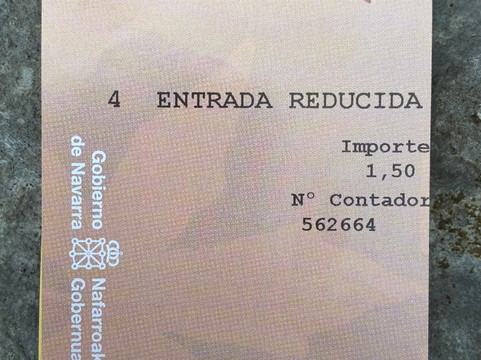 4 ENTRADA REDUCIDA
Importe
1,50
Nº Contador
562664
Gobierno
de Navarra
Nafarroako
Gobernua